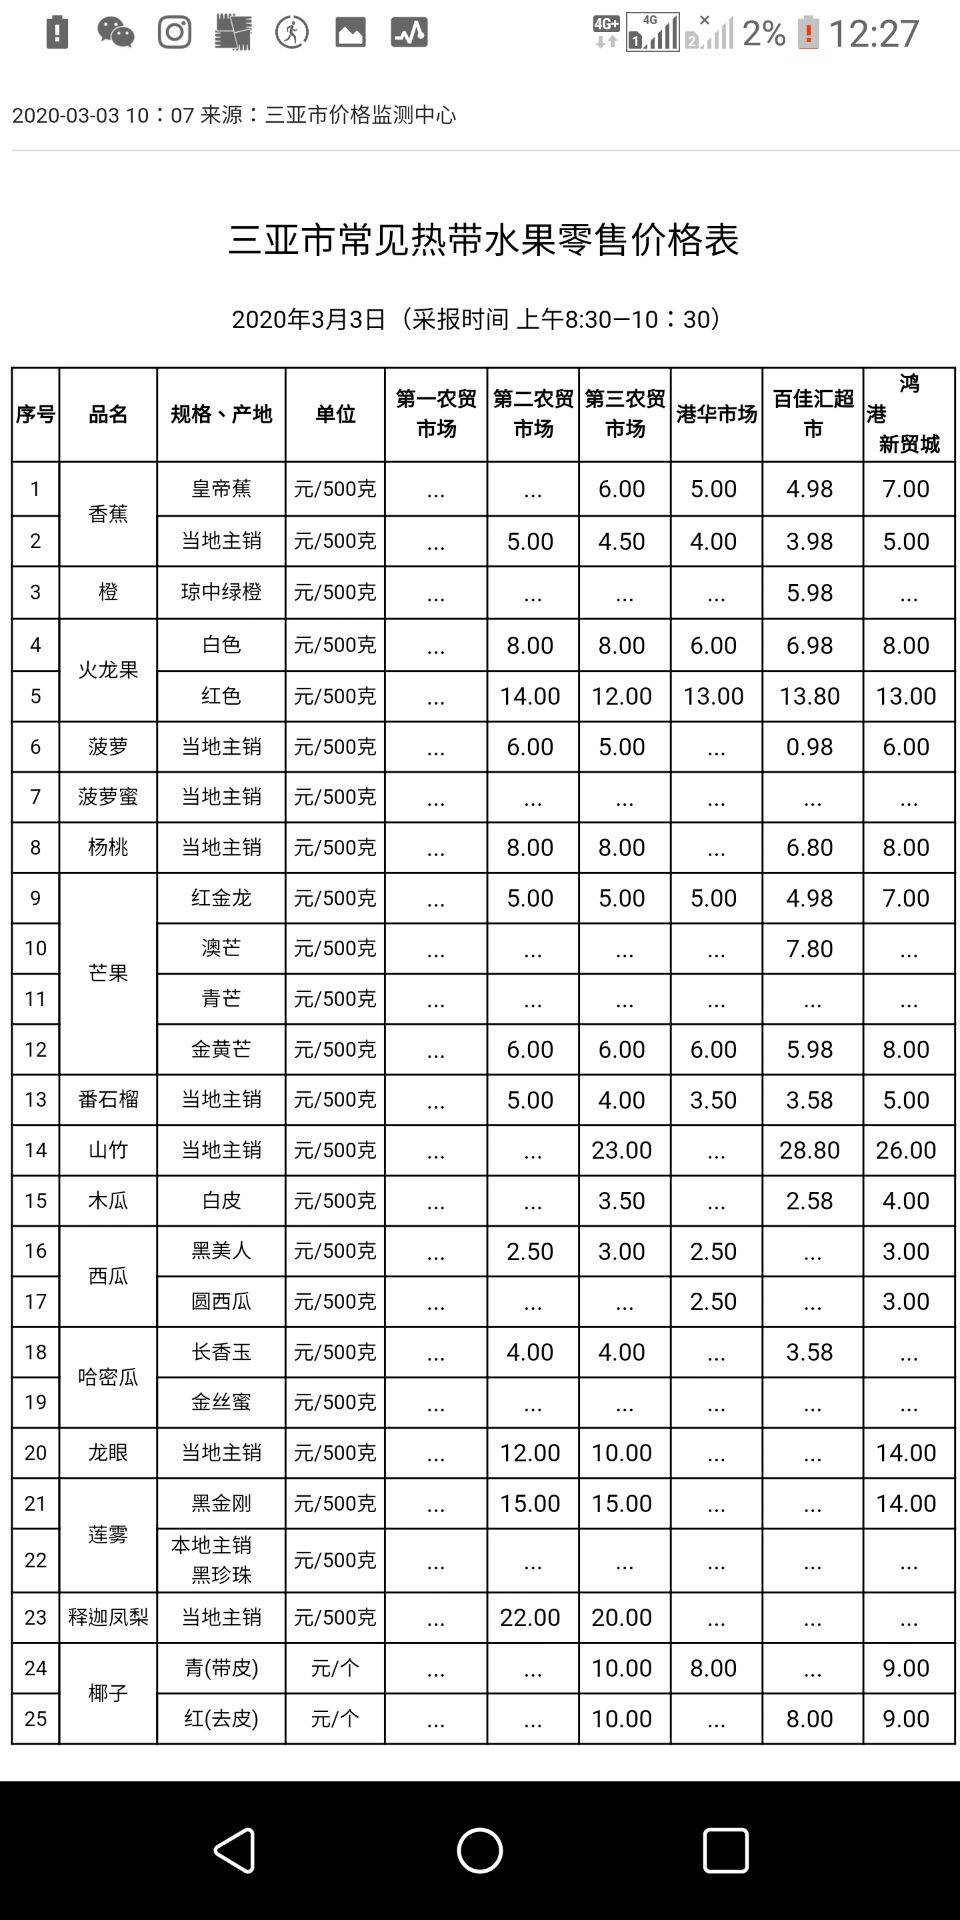 4G+ 4G 1 2 2% 12:27
2020-03-03 10：07 来源：三亚市价格监测中心
三亚市常见热带水果零售价格表
2020年3月3日（采报时间 上午8:30—10：30）
序号 品名 规格、产地 单位 第一农贸市场 第二农贸市场 第三农贸市场 港华市场 百佳汇超市 鸿港新贸城
1 香蕉 皇帝蕉 元/500克 ... ... 6.00 5.00 4.98 7.00
2 当地主销 元/500克 ... 5.00 4.50 4.00 3.98 5.00
3 橙 琼中绿橙 元/500克 ... ... ... ... 5.98 ...
4 火龙果 白色 元/500克 ... 8.00 8.00 6.00 6.98 8.00
5 红色 元/500克 ... 14.00 12.00 13.00 13.80 13.00
6 菠萝 当地主销 元/500克 ... 6.00 5.00 ... 0.98 6.00
7 菠萝蜜 当地主销 元/500克 ... ... ... ... ... ...
8 杨桃 当地主销 元/500克 ... 8.00 8.00 ... 6.80 8.00
9 芒果 红金龙 元/500克 ... 5.00 5.00 5.00 4.98 7.00
10 澳芒 元/500克 ... ... ... ... 7.80 ...
11 青芒 元/500克 ... ... ... ... ... ...
12 金黄芒 元/500克 ... 6.00 6.00 6.00 5.98 8.00
13 番石榴 当地主销 元/500克 ... 5.00 4.00 3.50 3.58 5.00
14 山竹 当地主销 元/500克 ... ... 23.00 ... 28.80 26.00
15 木瓜 白皮 元/500克 ... ... 3.50 ... 2.58 4.00
16 西瓜 黑美人 元/500克 ... 2.50 3.00 2.50 ... 3.00
17 圆西瓜 元/500克 ... ... ... 2.50 ... 3.00
18 哈密瓜 长香玉 元/500克 ... 4.00 4.00 ... 3.58 ...
19 金丝蜜 元/500克 ... ... ... ... ... ...
20 龙眼 当地主销 元/500克 ... 12.00 10.00 ... ... 14.00
21 莲雾 黑金刚 元/500克 ... 15.00 15.00 ... ... 14.00
22 本地主销黑珍珠 元/500克 ... ... ... ... ... ...
23 释迦凤梨 当地主销 元/500克 ... 22.00 20.00 ... ... ...
24 椰子 青(带皮) 元/个 ... ... 10.00 8.00 ... 9.00
25 红(去皮) 元/个 ... ... 10.00 ... 8.00 9.00